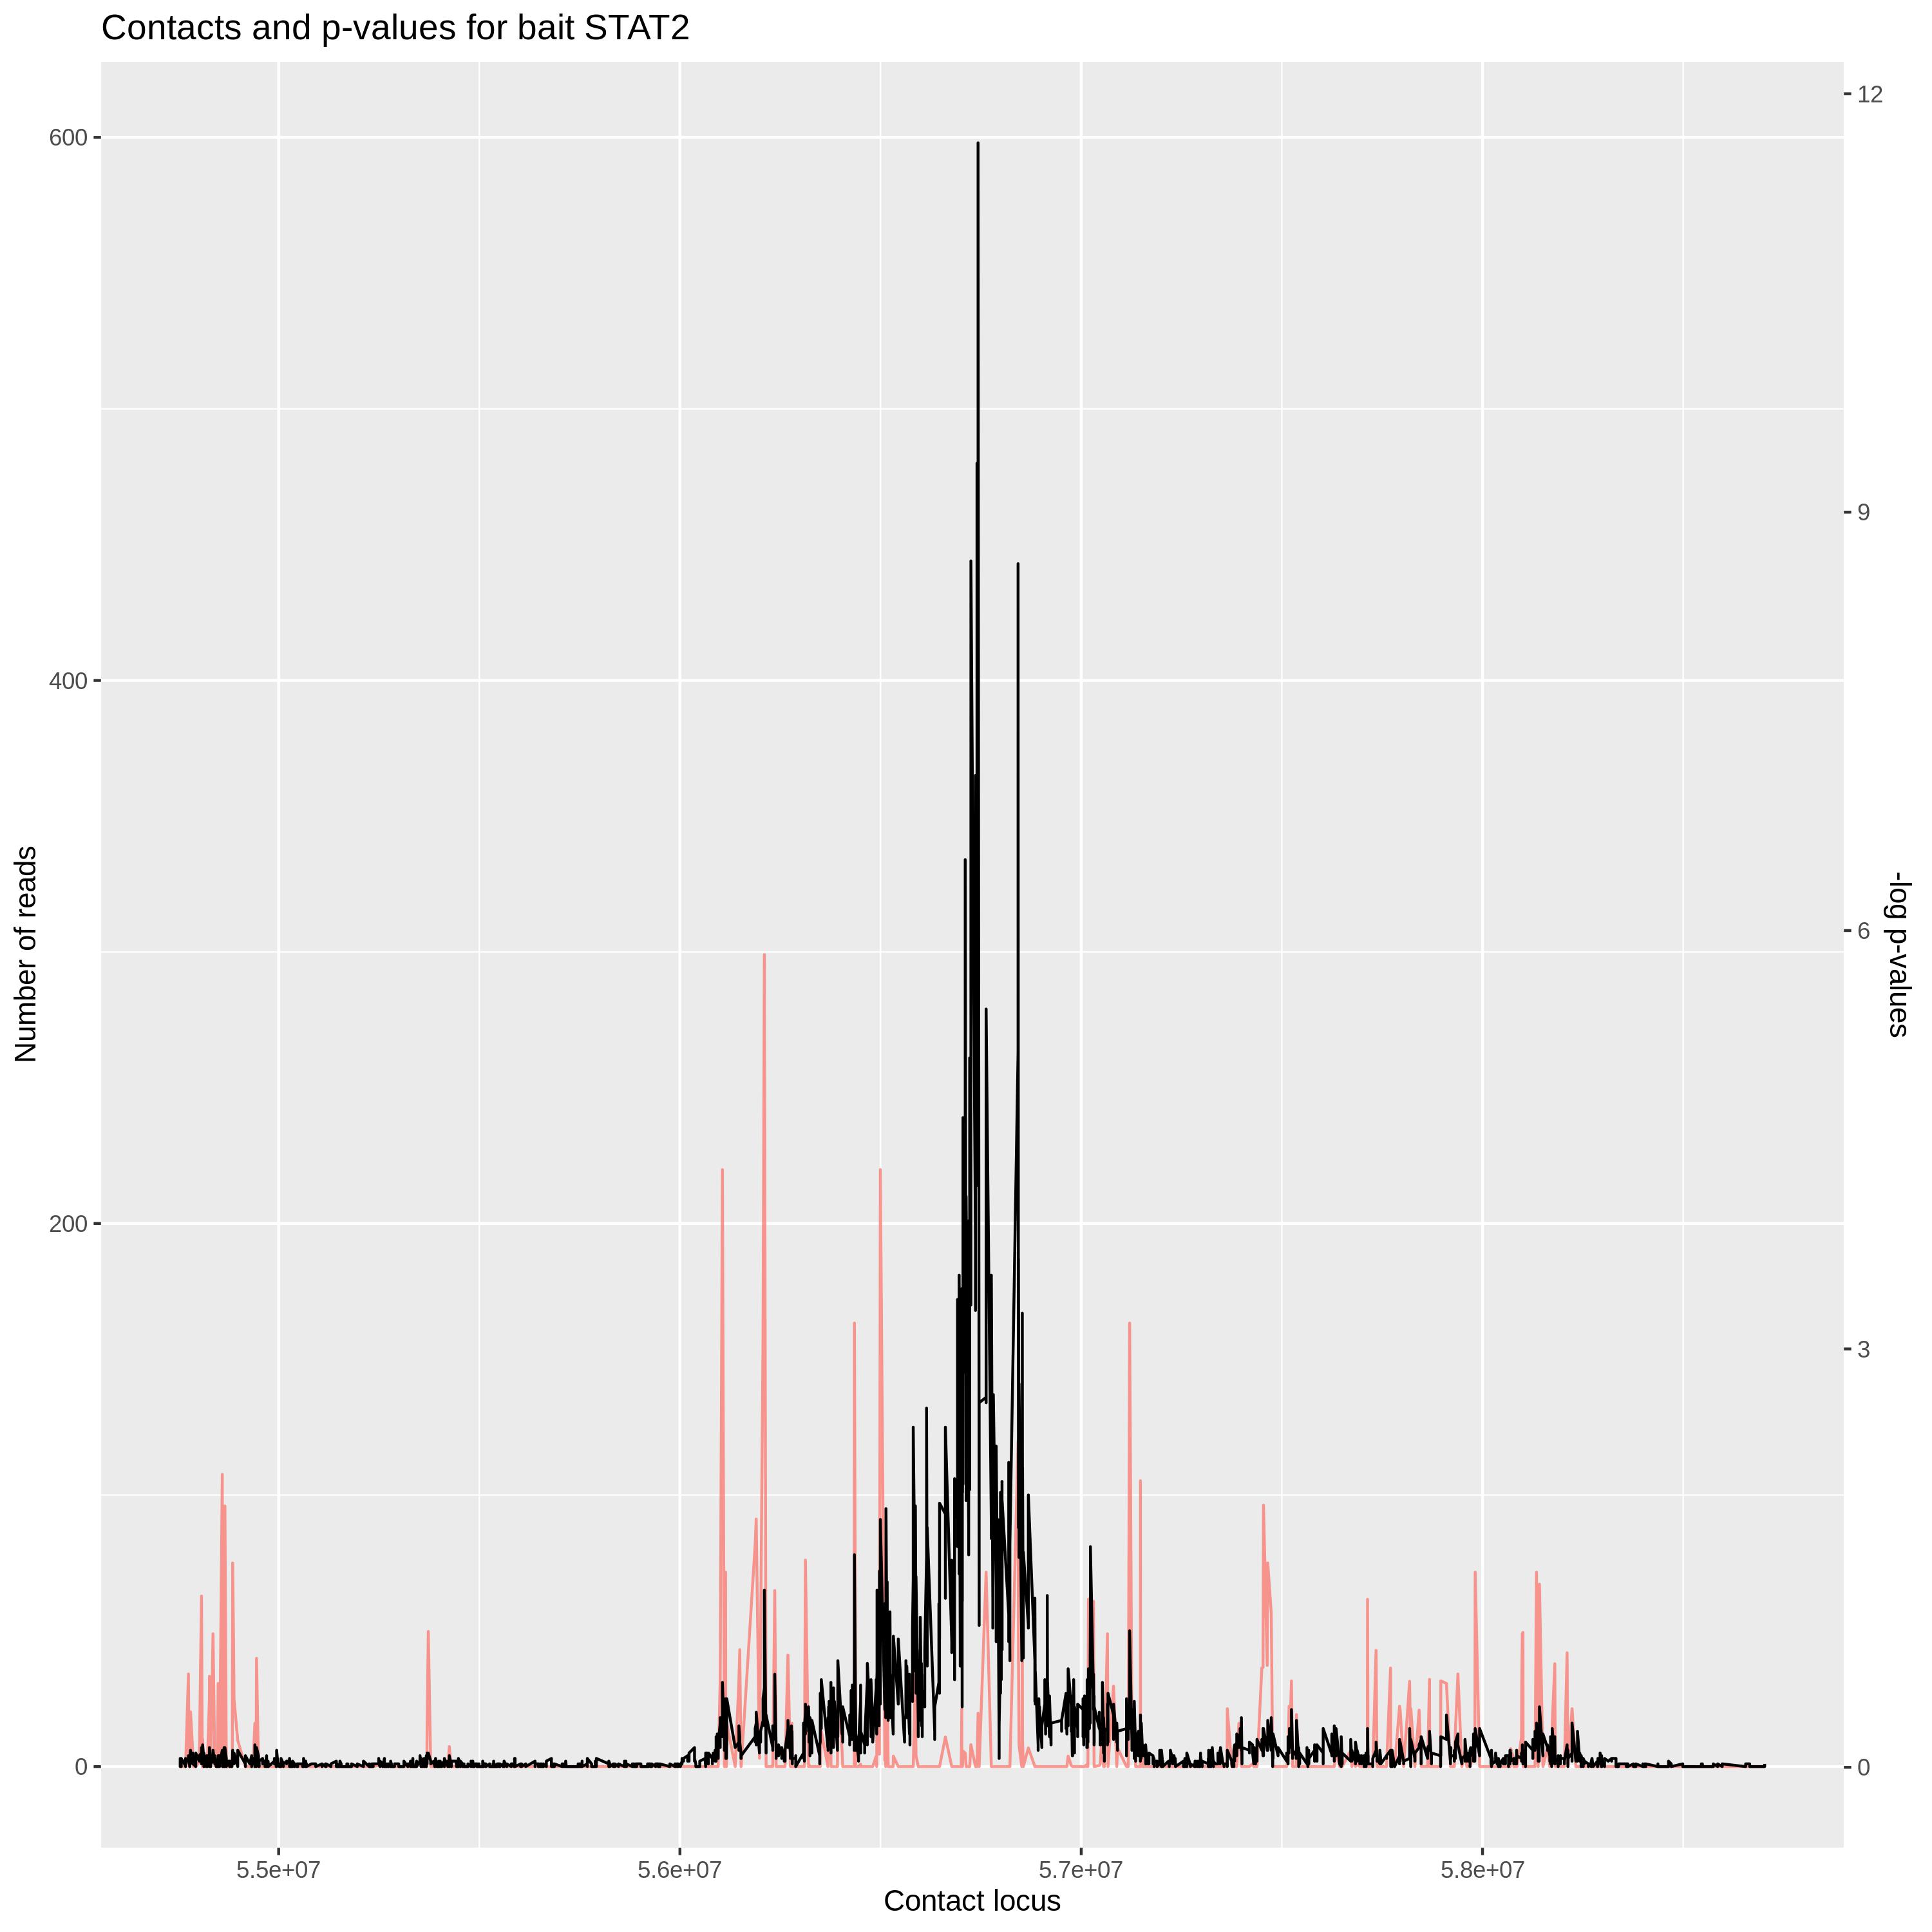 Contacts and p-values for bait STAT2
Number of reads
600
400
200
0
12
9
6
3
0
-log p-values
5.5e+07
5.6e+07
5.7e+07
5.8e+07
Contact locus